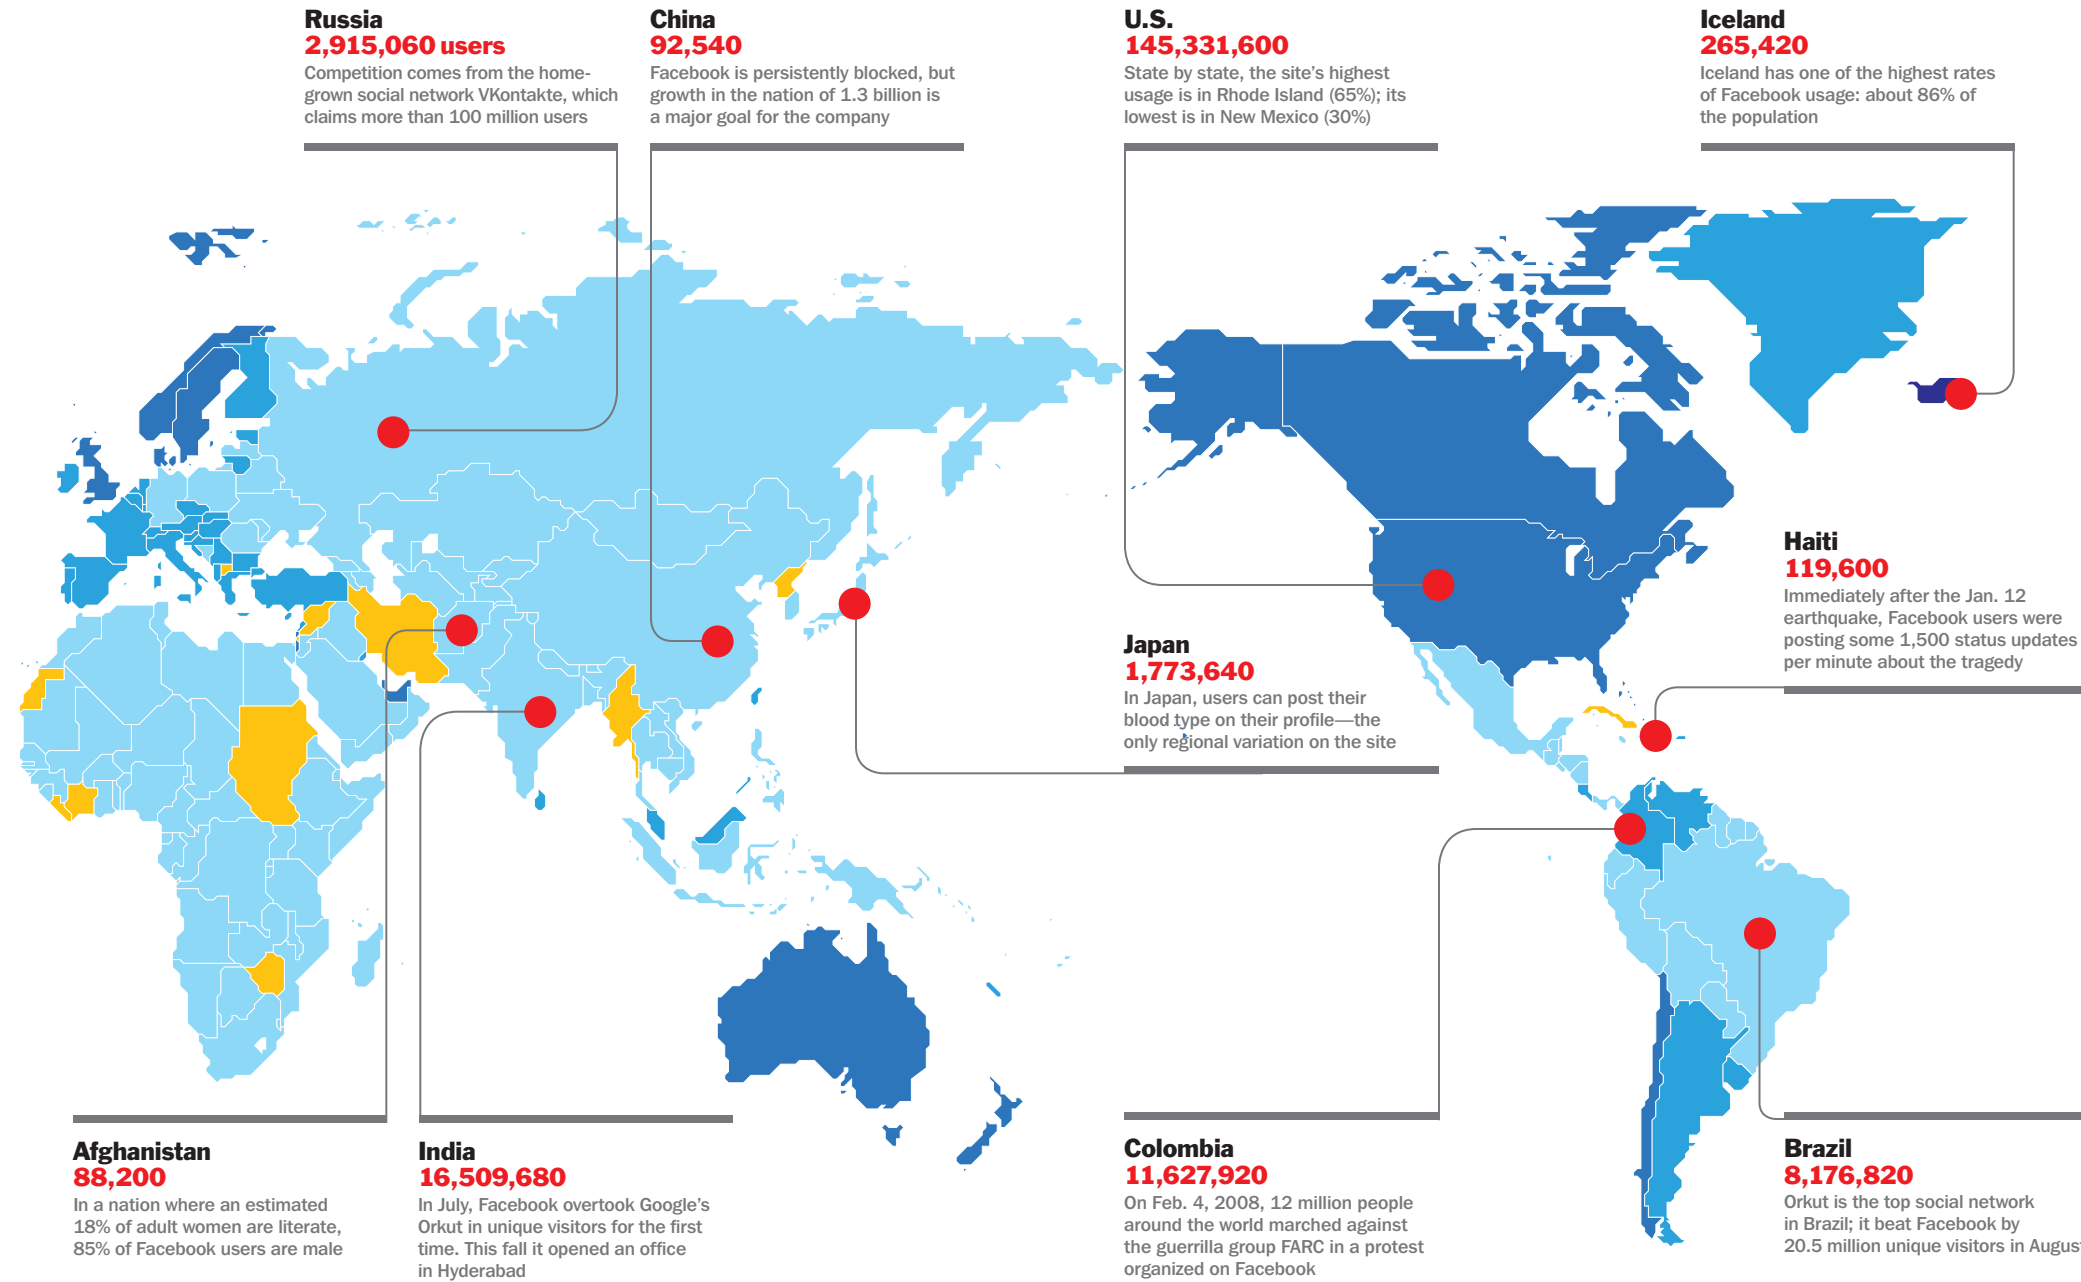 Russia
2,915,060 users
Competition comes from the home-
grown social network VKontakte, which
claims more than 100 million users
China
92,540
Facebook is persistently blocked, but
growth in the nation of 1.3 billion is
a major goal for the company
U.S.
145,331,600
State by state, the site's highest
usage is in Rhode Island (65%); its
lowest is in New Mexico (30%)
Iceland
265,420
Iceland has one of the highest rates
of Facebook usage: about 86% of
the population
Haiti
119,600
Immediately after the Jan. 12
earthquake, Facebook users were
posting some 1,500 status updates
per minute about the tragedy
Japan
1,773,640
In Japan, users can post their
blood type on their profile—the
only regional variation on the site
Afghanistan
88,200
In a nation where an estimated
18% of adult women are literate,
85% of Facebook users are male
India
16,509,680
In July, Facebook overtook Google's
Orkut in unique visitors for the first
time. This fall it opened an office
in Hyderabad
Colombia
11,627,920
On Feb. 4, 2008, 12 million people
around the world marched against
the guerrilla group FARC in a protest
organized on Facebook
Brazil
8,176,820
Orkut is the top social network
in Brazil; it beat Facebook by
20.5 million unique visitors in Augus